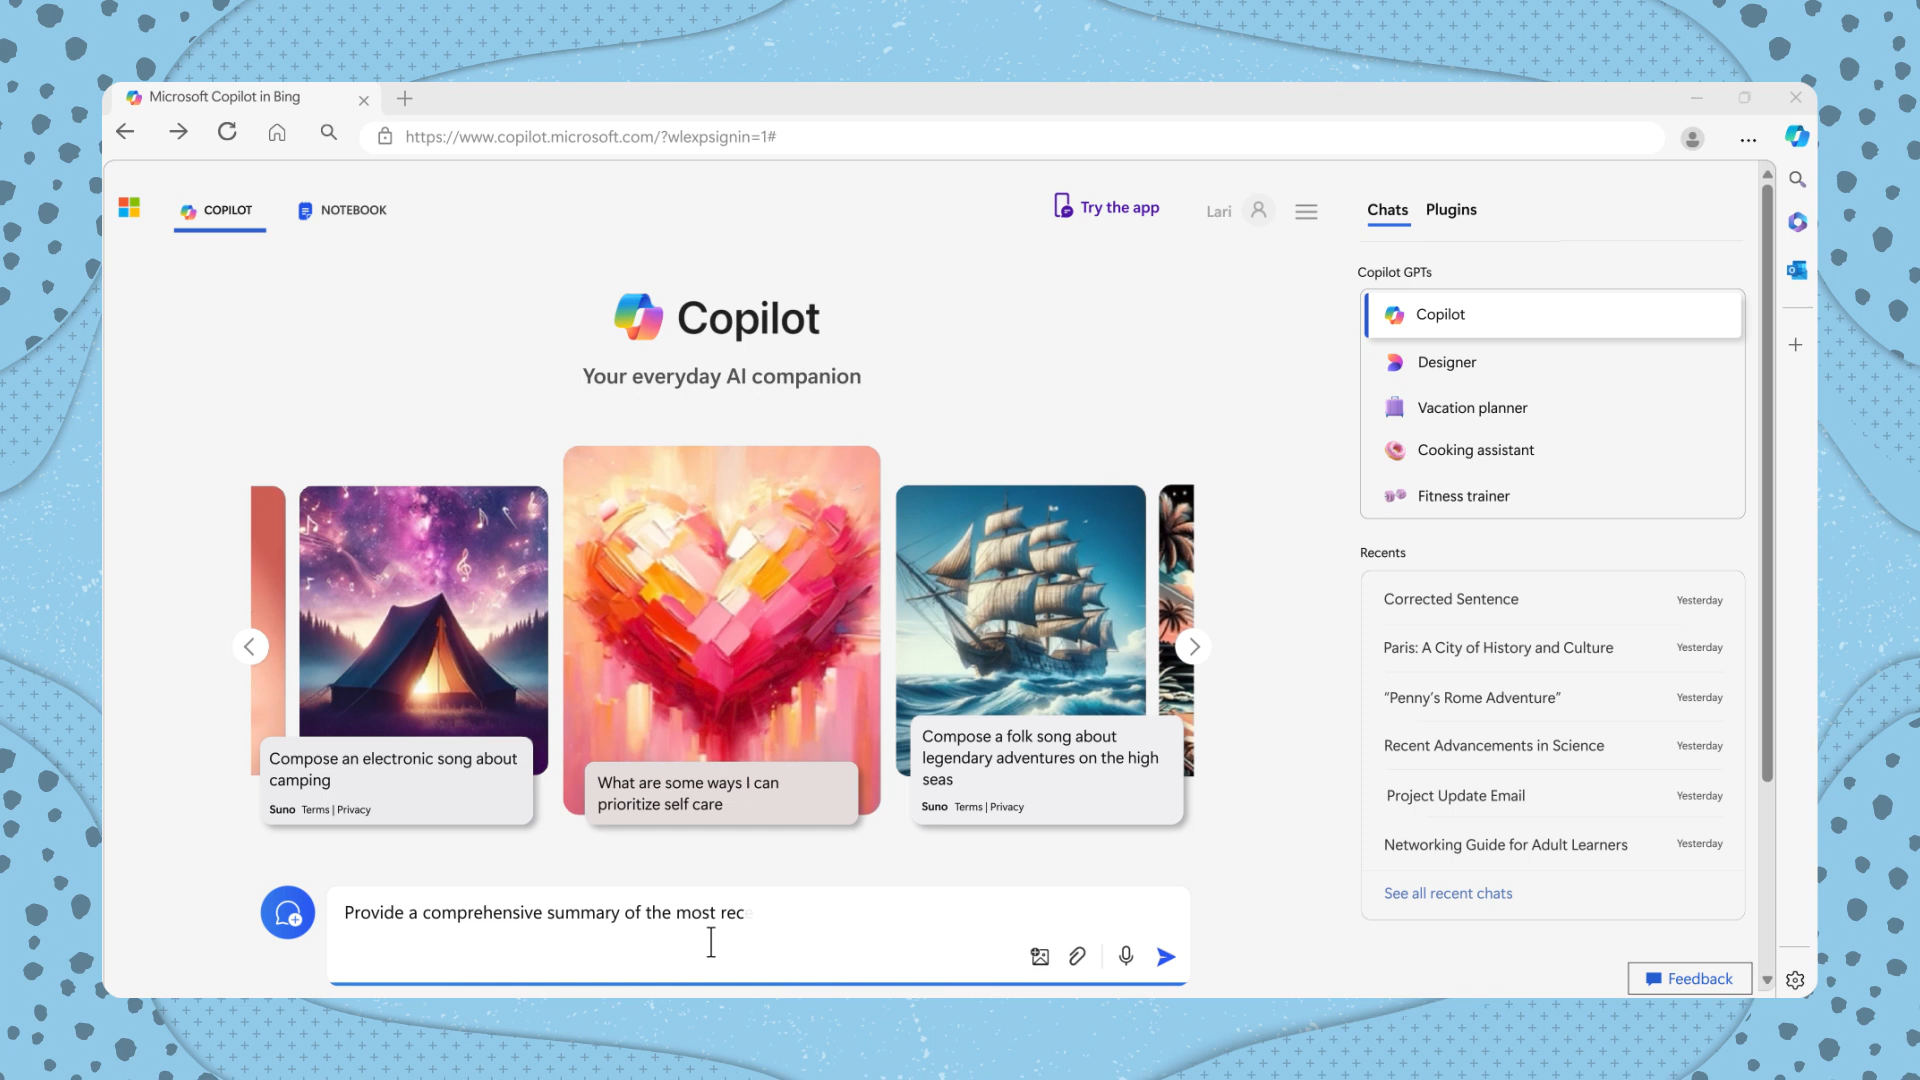 Microsoft Copilot in Bing
https://www.copilot.microsoft.com/?wlexpsignin=1#
COPILOT
NOTEBOOK
Try the app
Lari
Chats Plugins
Copilot GPTs
Copilot
Designer
Vacation planner
Cooking assistant
Fitness trainer
Copilot
Your everyday AI companion
Compose an electronic song about
camping
Suno Terms | Privacy
What are some ways I can
prioritize self care
Compose a folk song about
legendary adventures on the high
seas
Suno Terms | Privacy
Recents
Corrected Sentence Yesterday
Paris: A City of History and Culture Yesterday
“Penny’s Rome Adventure” Yesterday
Recent Advancements in Science Yesterday
Project Update Email Yesterday
Networking Guide for Adult Learners Yesterday
See all recent chats
Provide a comprehensive summary of the most rece
Feedback